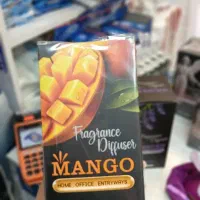 Fragrance
Diffuser
MANGO
HOME OFFICE ENTRYWAYS